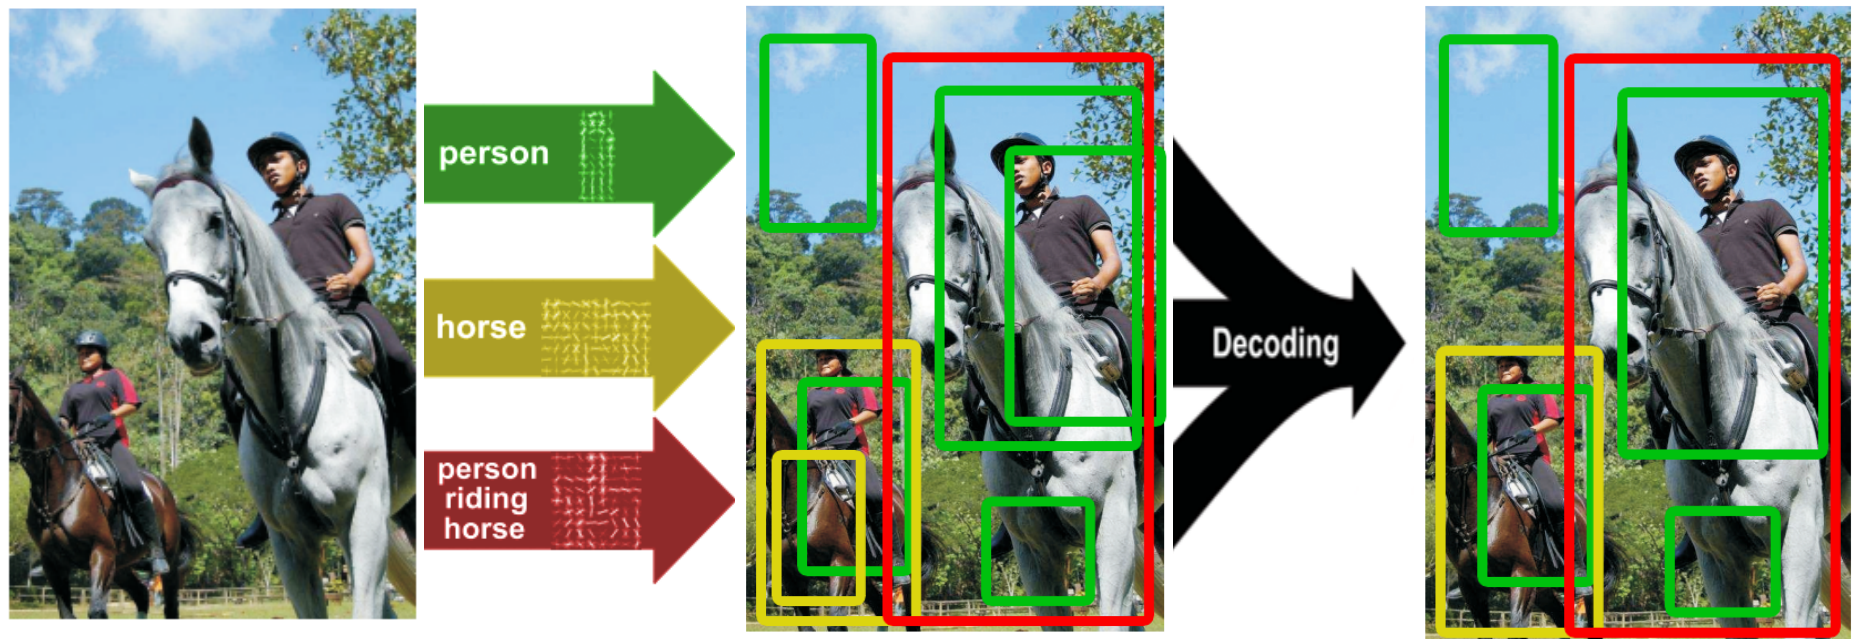 person
horse
person
riding
horse
Decoding